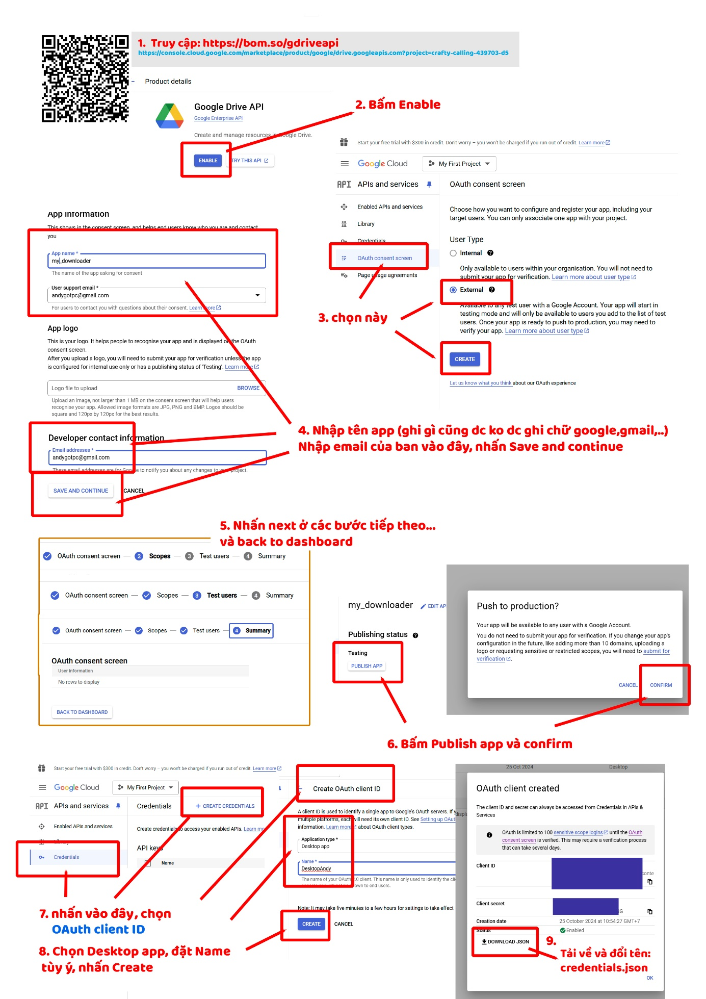 1. Truy cập: https://bom.so/gdriveapi
https://console.cloud.google.com/marketplace/product/google/drive.googleapis.com?project=crafty-calling-439703-d5
Product details
Google Drive API
Google Enterprise API
Create and manage resources in Google Drive.
ENABLE
TRY THIS API
2. Bấm Enable
Start your free trial with $300 in credit. Don't worry – you won't be charged if you run out of credit. Learn more
Google Cloud
My First Project
API APIs and services
Enabled APIs and services
Library
Credentials
OAuth consent screen
Page usage agreements
OAuth consent screen
Choose how you want to configure and register your app, including your
target users. You can only associate one app with your project.
User Type
Internal
Only available to users within your organisation. You will not need to
submit your app for verification. Learn more about user type
External
Available to any test user with a Google Account. Your app will start in
testing mode and will only be available to users you add to the list of test
users. Once your app is ready to push to production, you may need to
verify your app. Learn more about user type
CREATE
Let us know what you think about our OAuth experience
3. chọn này
App information
This shows in the consent screen, and helps end users know who you are and contact
you
App name *
my_downloader
The name of the app asking for consent
User support email *
andygotpc@gmail.com
For users to contact you with questions about their consent. Learn more
App logo
This is your logo. It helps people to recognise your app and is displayed on the OAuth
consent screen.
After you upload a logo, you will need to submit your app for verification unless the app
is configured for internal use only or has a publishing status of 'Testing'. Learn more
Logo file to upload
BROWSE
Upload an image, not larger than 1 MB on the consent screen that will help users
recognise your app. Allowed image formats are JPG, PNG and BMP. Logos should be
square and 120px by 120px for the best results.
Developer contact information
Email addresses *
andygotpc@gmail.com
These email addresses are for Google to notify you about any changes to your project.
SAVE AND CONTINUE
CANCEL
4. Nhập tên app (ghi gì cũng dc ko dc ghi chữ google,gmail,..)
Nhập email của ban vào đây, nhấn Save and continue
5. Nhấn next ở các bước tiếp theo...
và back to dashboard
OAuth consent screen — 2 Scopes — 3 Test users — 4 Summary
OAuth consent screen — Scopes — 3 Test users — 4 Summary
OAuth consent screen — Scopes — Test users — 4 Summary
OAuth consent screen
User information
No rows to display
BACK TO DASHBOARD
my_downloader
EDIT AP
Publishing status
Testing
PUBLISH APP
Push to production?
Your app will be available to any user with a Google Account.
You do not need to submit your app for verification. If you change your app's
configuration in the future, like adding more than 10 domains, uploading a
logo or requesting sensitive or restricted scopes, you will need to submit for
verification.
CANCEL
CONFIRM
6. Bấm Publish app và confirm
Start your free trial with $300 in credit. Don't worry – you won't be charged if you run out of credit. Learn more
Google Cloud
My First Project
API APIs and services
Enabled APIs and services
Library
Credentials
Credentials
+ CREATE CREDENTIALS
Create credentials to access your enabled APIs. Learn mo
API keys
Name
Create OAuth client ID
A client ID is used to identify a single app to Google's OAuth servers. If y
multiple platforms, each will need its own client ID. See Setting up OAut
information. Learn more about OAuth client types.
Application type *
Desktop app
Name *
DesktopAndy
The name of your OAuth 2.0 client. This name is only used to identify the clie
Note: It may take five minutes to a few hours for settings to take effect
CREATE
CANCEL
7. nhấn vào đây, chọn
OAuth client ID
8. Chọn Desktop app, đặt Name
tùy ý, nhấn Create
25 Oct 2024
Desktop
displa
OAuth client created
The client ID and secret can always be accessed from Credentials in APIs &
Services
OAuth is limited to 100 sensitive scope logins until the OAuth
consent screen is verified. This may require a verification process
that can take several days.
Client ID
conte
Client secret
3G
Creation date
25 October 2024 at 10:54:27 GMT+7
Status
Enabled
DOWNLOAD JSON
OK
9.
Tải về và đổi tên:
credentials.json